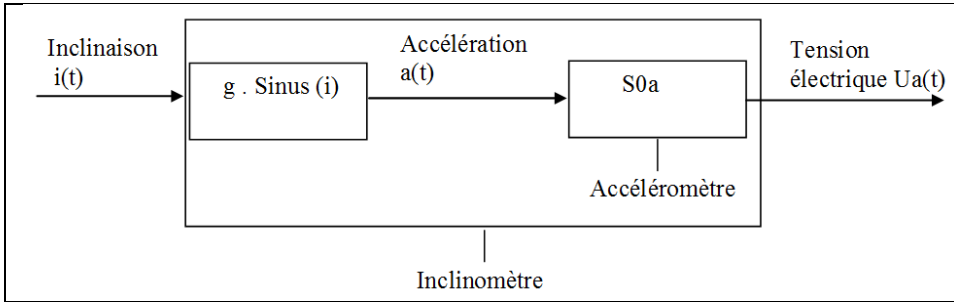 Inclinaison
i(t)
g . Sinus (i)
Accélération
a(t)
S0a
Tension
électrique Ua(t)
Accéléromètre
Inclinomètre